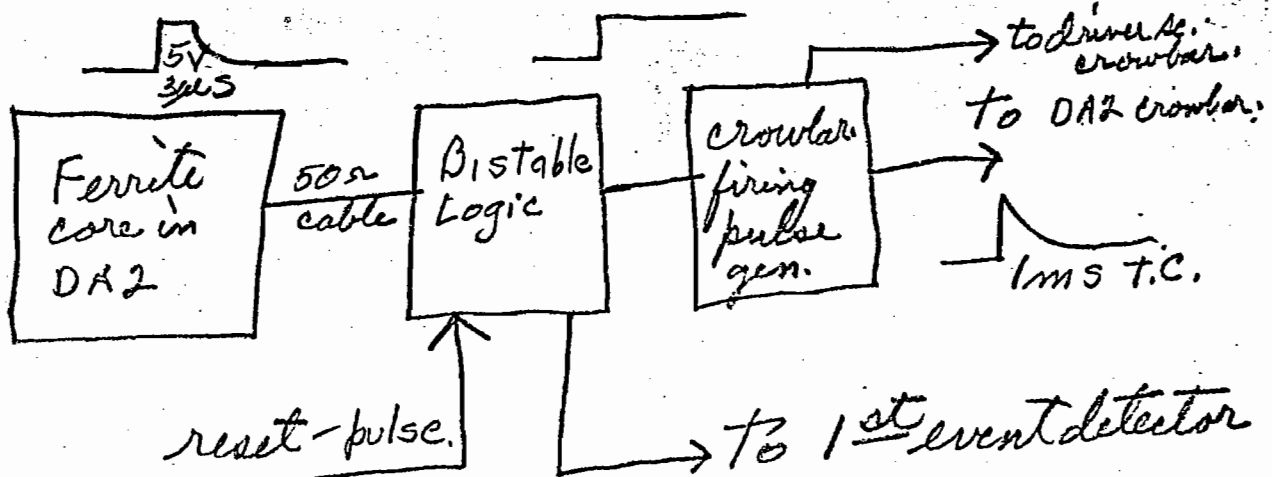 5V
3μs
Ferrite
core in
DA2
50Ω
cable
Bistable
Logic
crowbar.
firing
pulse
gen.
to driver sc.
crowbar.
To DA2 crowbar.
1ms T.C.
reset-pulse.
To 1st event detector